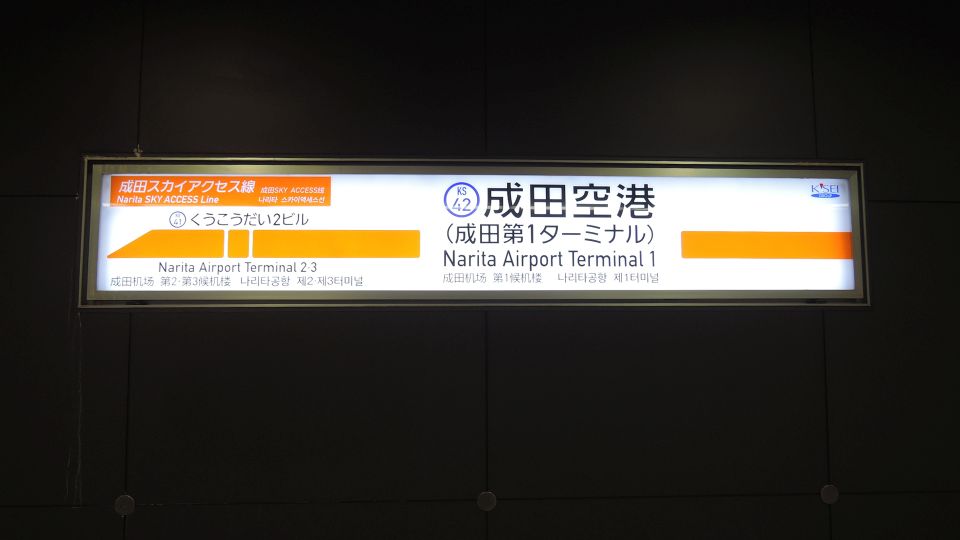 成田スカイアクセス線 成田SKY ACCESS线
Narita SKY ACCESS Line 나리타 스카이억세스선
KS
41
くうこうだい2ビル
Narita Airport Terminal 2·3
成田机场 第2·第3候机楼 나리타공항 제2·제3터미널
KS
42
成田空港
(成田第1ターミナル)
Narita Airport Terminal 1
成田机场 第1候机楼 나리타공항 제1터미널
KEISEI
GROUP